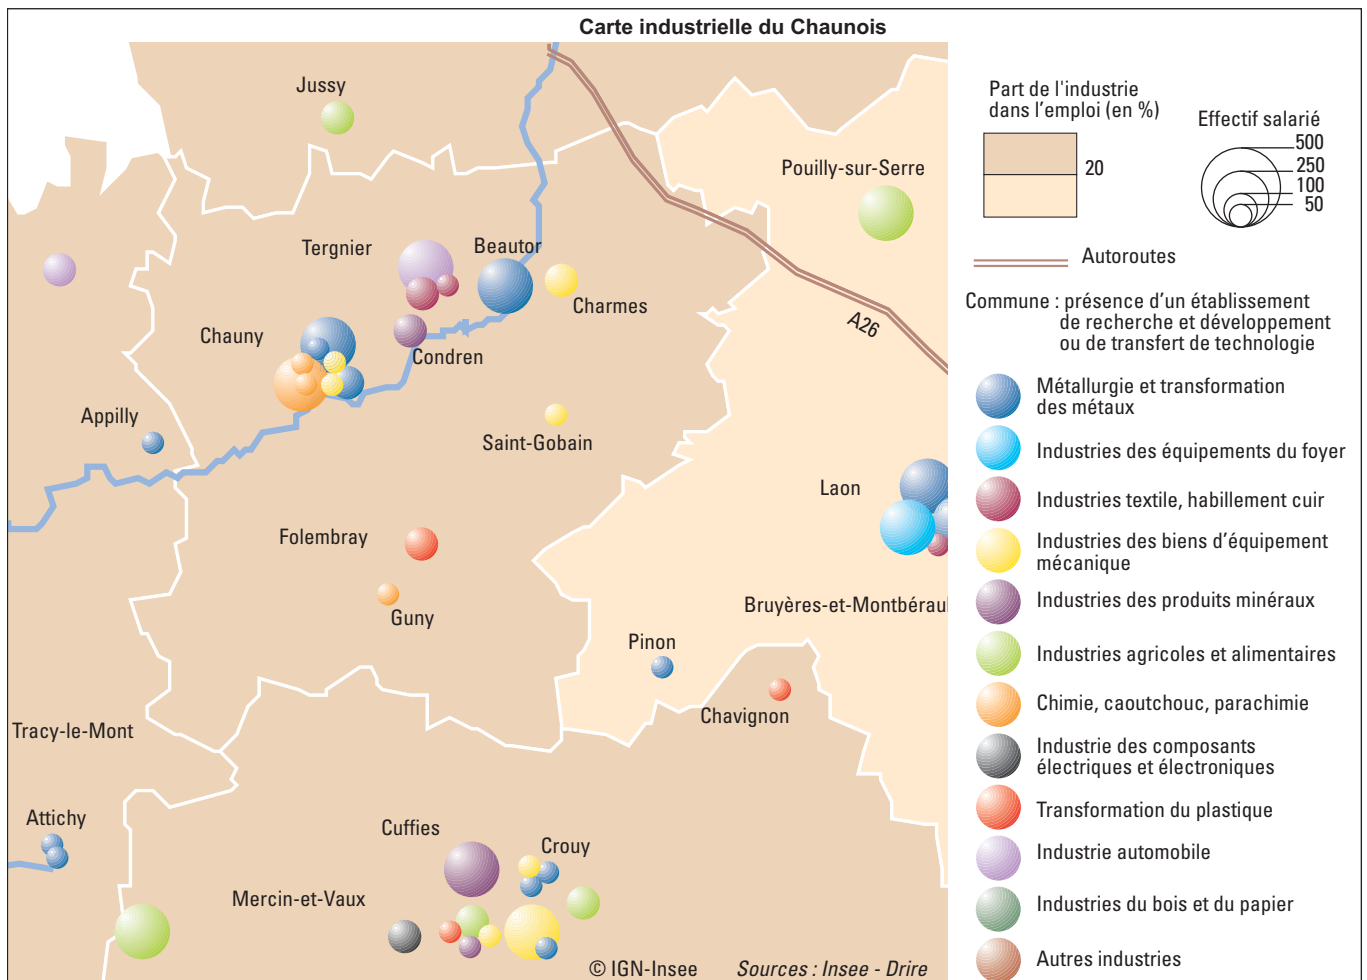 Carte industrielle du Chaunois
Jussy
Pouilly-sur-Serre
Tergnier
Beautor
Charmes
Chauny
Condren
A26
Appilly
Saint-Gobain
Laon
Folembray
Guny
Bruyères-et-Montbérau
Pinon
Chavignon
Tracy-le-Mont
Attichy
Cuffies
Crouy
Mercin-et-Vaux
© IGN-Insee
Sources : Insee - Drire
Part de l'industrie
dans l'emploi (en %)
20
Effectif salarié
500
250
100
50
Autoroutes
Commune : présence d'un établissement
de recherche et développement
ou de transfert de technologie
Métallurgie et transformation
des métaux
Industries des équipements du foyer
Industries textile, habillement cuir
Industries des biens d'équipement
mécanique
Industries des produits minéraux
Industries agricoles et alimentaires
Chimie, caoutchouc, parachimie
Industrie des composants
électriques et électroniques
Transformation du plastique
Industrie automobile
Industries du bois et du papier
Autres industries